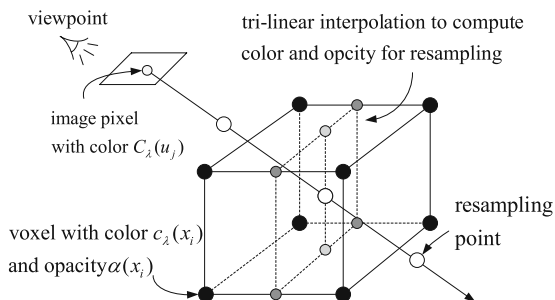 viewpoint
tri-linear interpolation to compute
color and opcity for resampling
image pixel
with color C_λ(u_j)
voxel with color c_λ(x_i)
and opacity α(x_i)
resampling
point